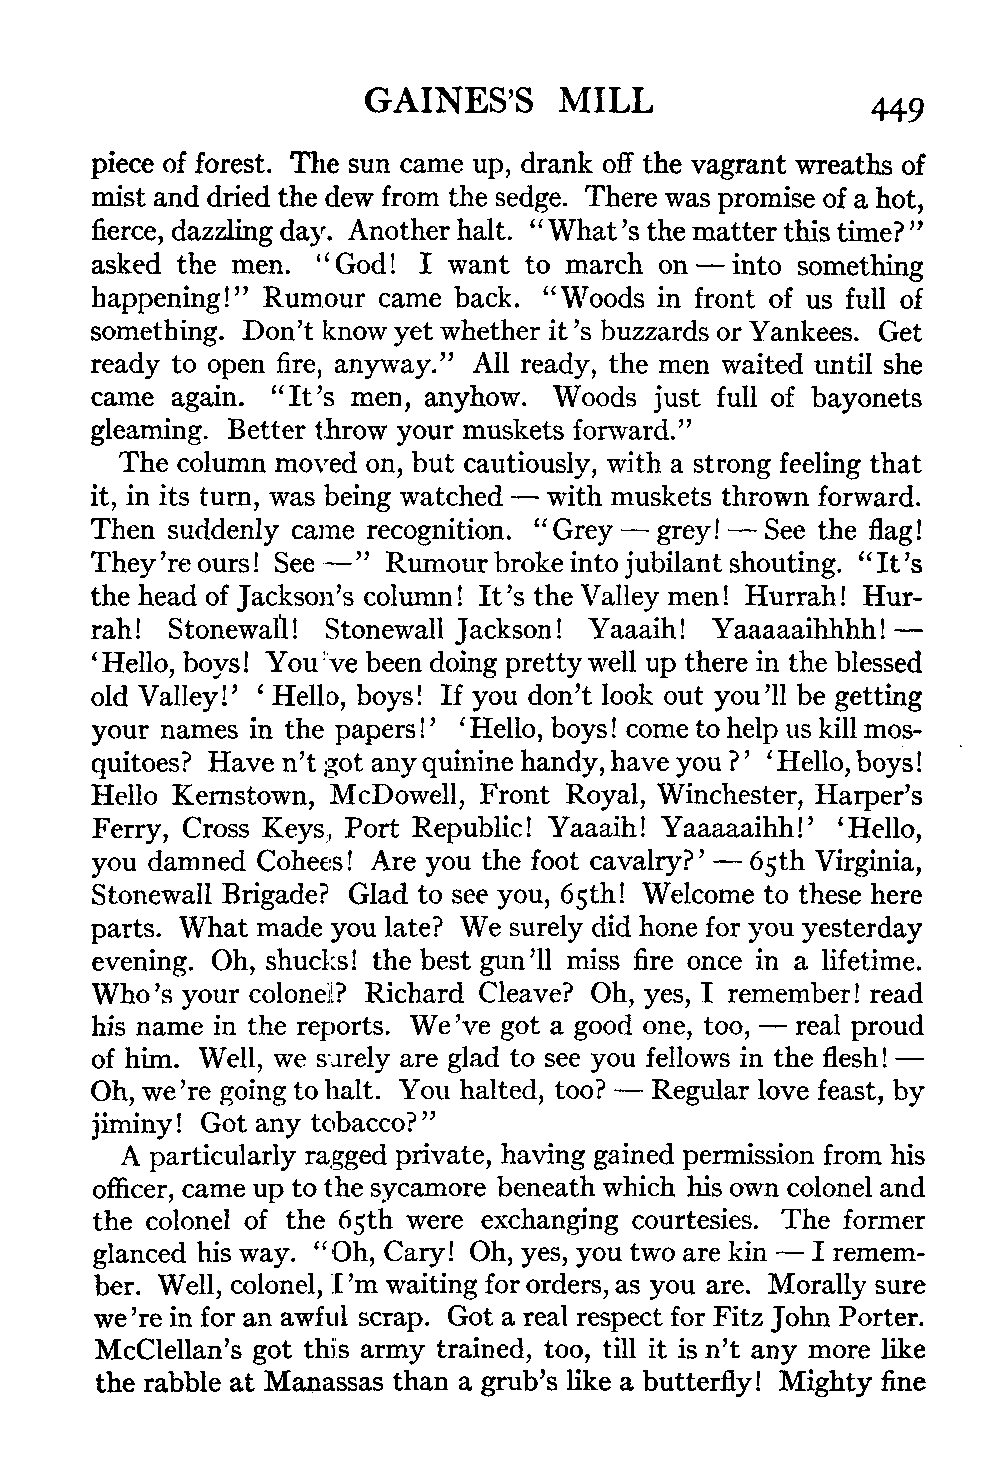 GAINES'S MILL 449
piece of forest. The sun came up, drank off the vagrant wreaths of
mist and dried the dew from the sedge. There was promise of a hot,
fierce, dazzling day. Another halt. "What's the matter this time?"
asked the men. "God! I want to march on — into something
happening!" Rumour came back. "Woods in front of us full of
something. Don't know yet whether it's buzzards or Yankees. Get
ready to open fire, anyway." All ready, the men waited until she
came again. "It's men, anyhow. Woods just full of bayonets
gleaming. Better throw your muskets forward."
The column moved on, but cautiously, with a strong feeling that
it, in its turn, was being watched — with muskets thrown forward.
Then suddenly came recognition. "Grey — grey! — See the flag!
They're ours! See —" Rumour broke into jubilant shouting. "It's
the head of Jackson's column! It's the Valley men! Hurrah! Hur-
rah! Stonewall! Stonewall Jackson! Yaaaih! Yaaaaaihhhh! —
'Hello, boys! You've been doing pretty well up there in the blessed
old Valley!' 'Hello, boys! If you don't look out you'll be getting
your names in the papers!' 'Hello, boys! come to help us kill mos-
quitoes? Have n't got any quinine handy, have you?' 'Hello, boys!
Hello Kernstown, McDowell, Front Royal, Winchester, Harper's
Ferry, Cross Keys, Port Republic! Yaaaih! Yaaaaaihh!' 'Hello,
you damned Cohees! Are you the foot cavalry?' — 65th Virginia,
Stonewall Brigade? Glad to see you, 65th! Welcome to these here
parts. What made you late? We surely did hone for you yesterday
evening. Oh, shucks! the best gun'll miss fire once in a lifetime.
Who's your colonel? Richard Cleave? Oh, yes, I remember! read
his name in the reports. We've got a good one, too, — real proud
of him. Well, we surely are glad to see you fellows in the flesh! —
Oh, we're going to halt. You halted, too? — Regular love feast, by
jiminy! Got any tobacco?"
A particularly ragged private, having gained permission from his
officer, came up to the sycamore beneath which his own colonel and
the colonel of the 65th were exchanging courtesies. The former
glanced his way. "Oh, Cary! Oh, yes, you two are kin — I remem-
ber. Well, colonel, I'm waiting for orders, as you are. Morally sure
we're in for an awful scrap. Got a real respect for Fitz John Porter.
McClellan's got this army trained, too, till it is n't any more like
the rabble at Manassas than a grub's like a butterfly! Mighty fine